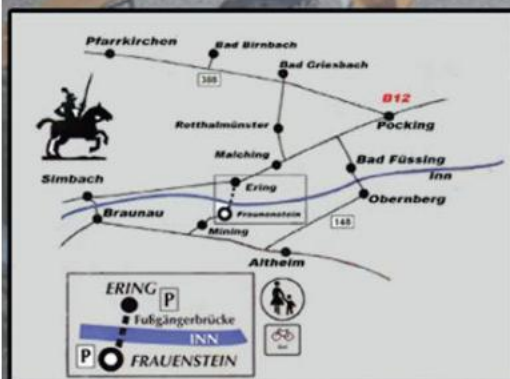 Pfarrkirchen
Bad Birnbach
388
Bad Griesbach
B12
Pocking
Rotthalmünster
Malching
Bad Füssing
Inn
Simbach
Ering
Obernberg
Fraunenstein
Braunau
Mining
148
Altheim
ERING
P
Fußgängerbrücke
INN
P
FRAUENSTEIN